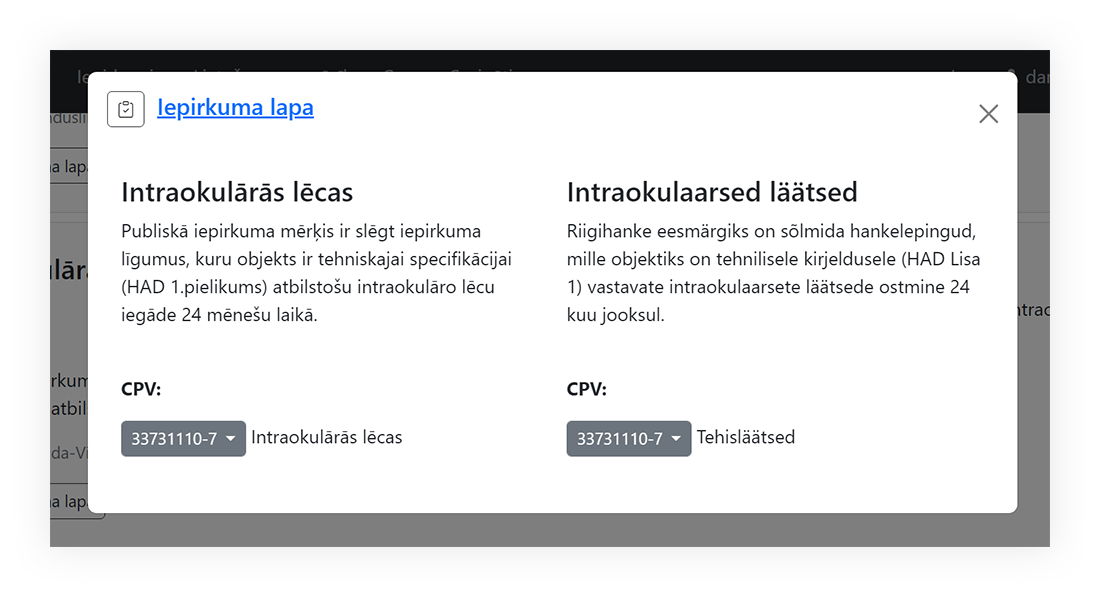 Iepirkuma lapa
Intraokulārās lēcas
Publiskā iepirkuma mērķis ir slēgt iepirkuma
līgumus, kuru objekts ir tehniskajai specifikācijai
(HAD 1.pielikums) atbilstošu intraokulāro lēcu
iegāde 24 mēnešu laikā.
CPV:
33731110-7 Intraokulārās lēcas
Intraokulaarsed läätsed
Riigihanke eesmärgiks on sõlmida hankelepingud,
mille objektiks on tehnilisele kirjeldusele (HAD Lisa
1) vastavate intraokulaarsete läätsede ostmine 24
kuu jooksul.
CPV:
33731110-7 Tehisläätsed